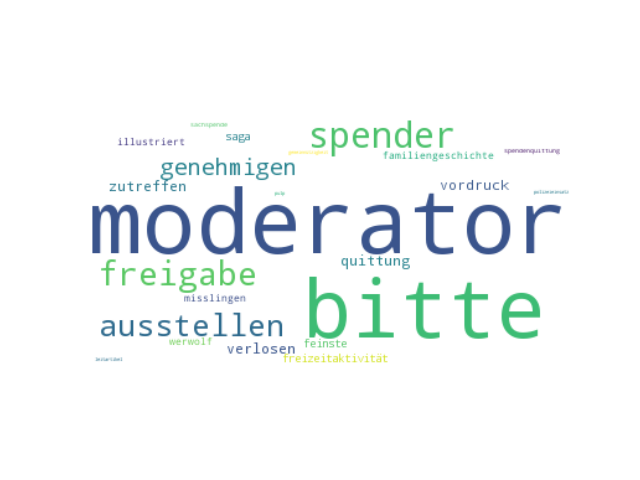 sachspende
spender
saga
illustriert
spendenquittung
familiengeschichte
genehmigen
zutreffen
vordruck
pulp
moderator
quittung
freigabe
bitte
misslingen
ausstellen
werwolf
feinste
verlosen
freizeitaktivität